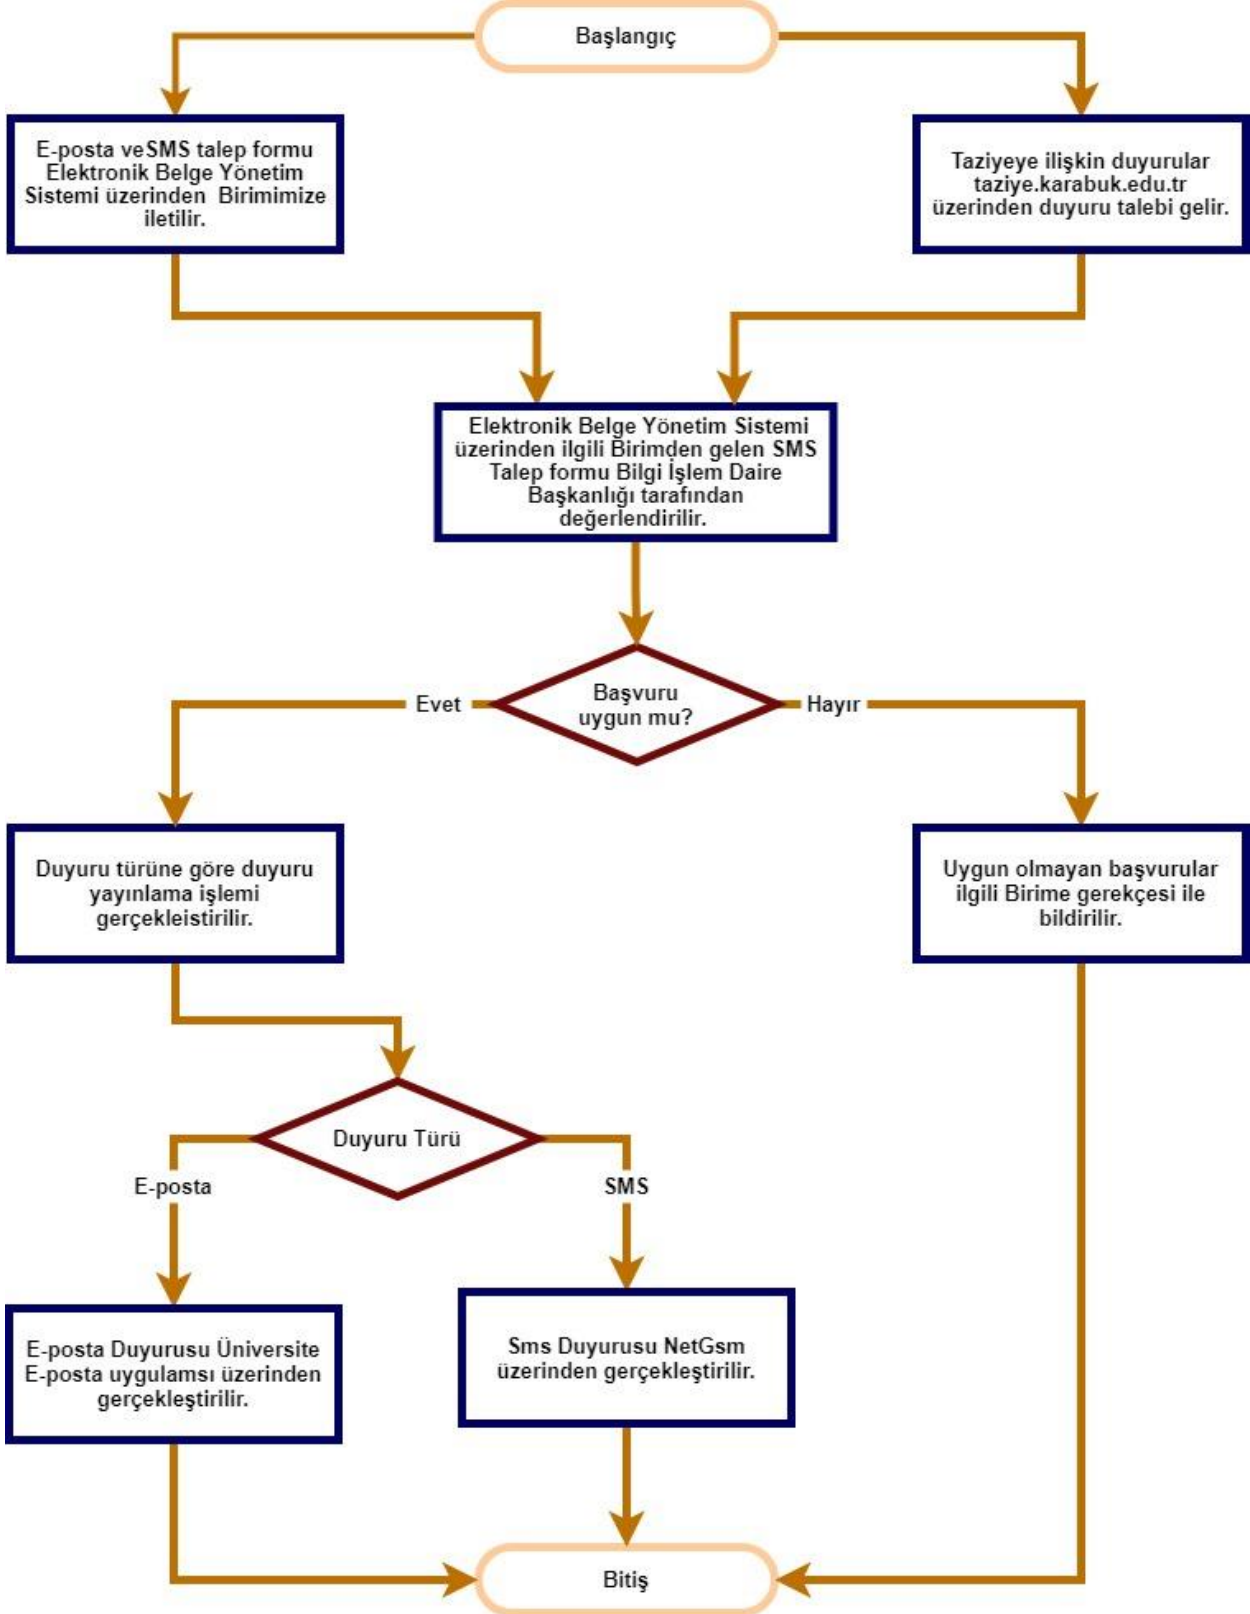 Başlangıç
E-posta veSMS talep formu
Elektronik Belge Yönetim
Sistemi üzerinden Birimimize
iletilir.
Taziyeye ilişkin duyurular
taziye.karabuk.edu.tr
üzerinden duyuru talebi gelir.
Elektronik Belge Yönetim Sistemi
üzerinden ilgili Birimden gelen SMS
Talep formu Bilgi İşlem Daire
Başkanlığı tarafından
değerlendirilir.
Başvuru
uygun mu?
Evet
Hayır
Duyuru türüne göre duyuru
yayınlama işlemi
gerçekleistirilir.
Uygun olmayan başvurular
ilgili Birime gerekçesi ile
bildirilir.
Duyuru Türü
E-posta
SMS
E-posta Duyurusu Üniversite
E-posta uygulamsı üzerinden
gerçekleştirilir.
Sms Duyurusu NetGsm
üzerinden gerçekleştirilir.
Bitiş